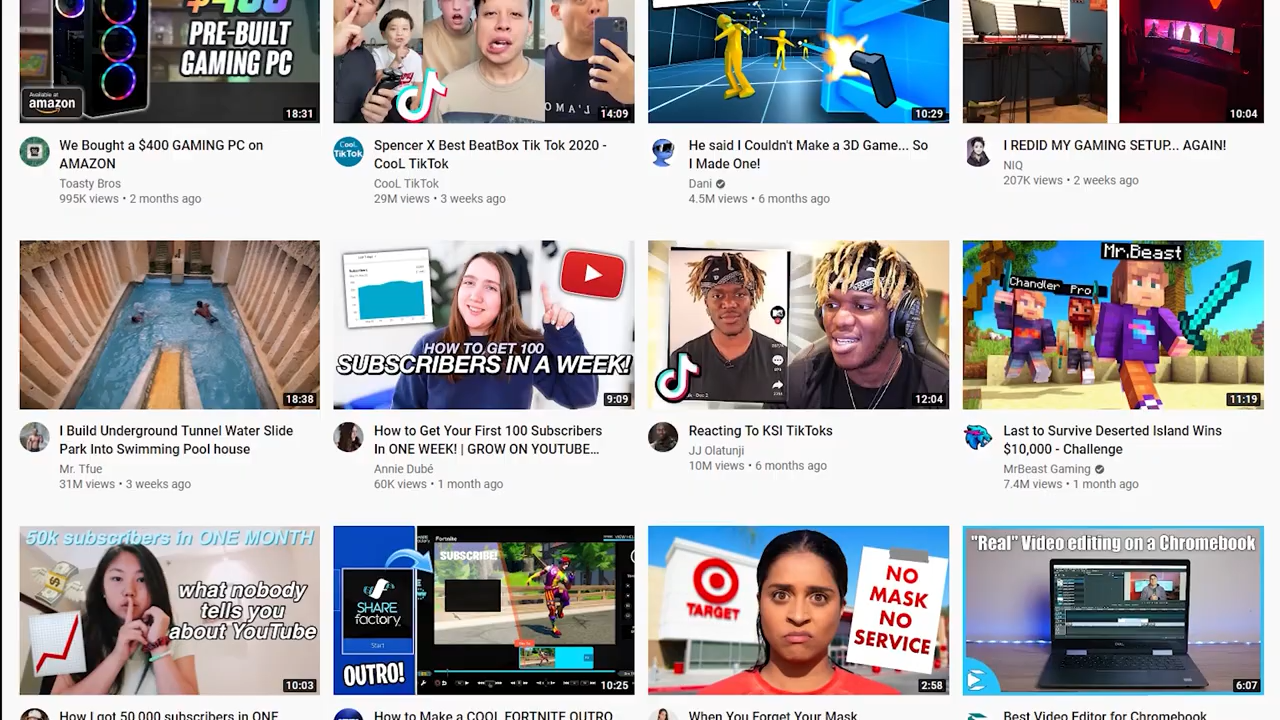 $400
PRE-BUILT
GAMING PC
Available at
amazon
18:31
14:09
10:29
10:04
We Bought a $400 GAMING PC on
AMAZON
Toasty Bros
995K views • 2 months ago
CooL
TikTok
Spencer X Best BeatBox Tik Tok 2020 -
CooL TikTok
CooL TikTok
29M views • 3 weeks ago
He said I Couldn't Make a 3D Game... So
I Made One!
Dani
4.5M views • 6 months ago
I REDID MY GAMING SETUP... AGAIN!
NIQ
207K views • 2 weeks ago
18:38
HOW TO GET 100
SUBSCRIBERS IN A WEEK!
9:09
12:04
Mr.Beast
Chandler Pro
11:19
I Build Underground Tunnel Water Slide
Park Into Swimming Pool house
Mr. Tfue
31M views • 3 weeks ago
How to Get Your First 100 Subscribers
In ONE WEEK! | GROW ON YOUTUBE...
Annie Dubé
60K views • 1 month ago
Reacting To KSI TikToks
JJ Olatunji
10M views • 6 months ago
Last to Survive Deserted Island Wins
$10,000 - Challenge
MrBeast Gaming
7.4M views • 1 month ago
50k subscribers in ONE MONTH
what nobody
tells you
about YouTube
10:03
Fortnite
SUBSCRIBE!
SHARE
factory
Start
OUTRO!
10:25
TARGET
NO
MASK
NO
SERVICE
2:58
"Real" Video editing on a Chromebook
6:07
How I got 50,000 subscribers in ONE
How to Make a COOL FORTNITE OUTRO
When You Forget Your Mask
Best Video Editor for Chromebook